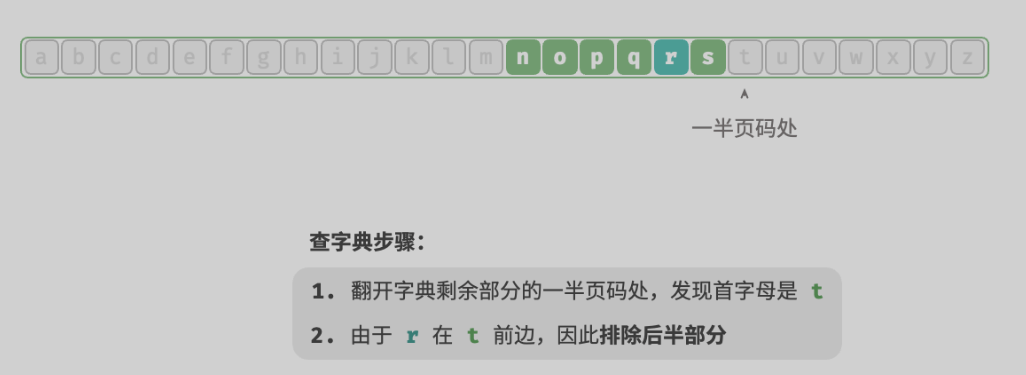 a b c d e f g h i j k l m n o p q r s t u v w x y z
一半页码处
查字典步骤：
1. 翻开字典剩余部分的一半页码处，发现首字母是 t
2. 由于 r 在 t 前边，因此排除后半部分